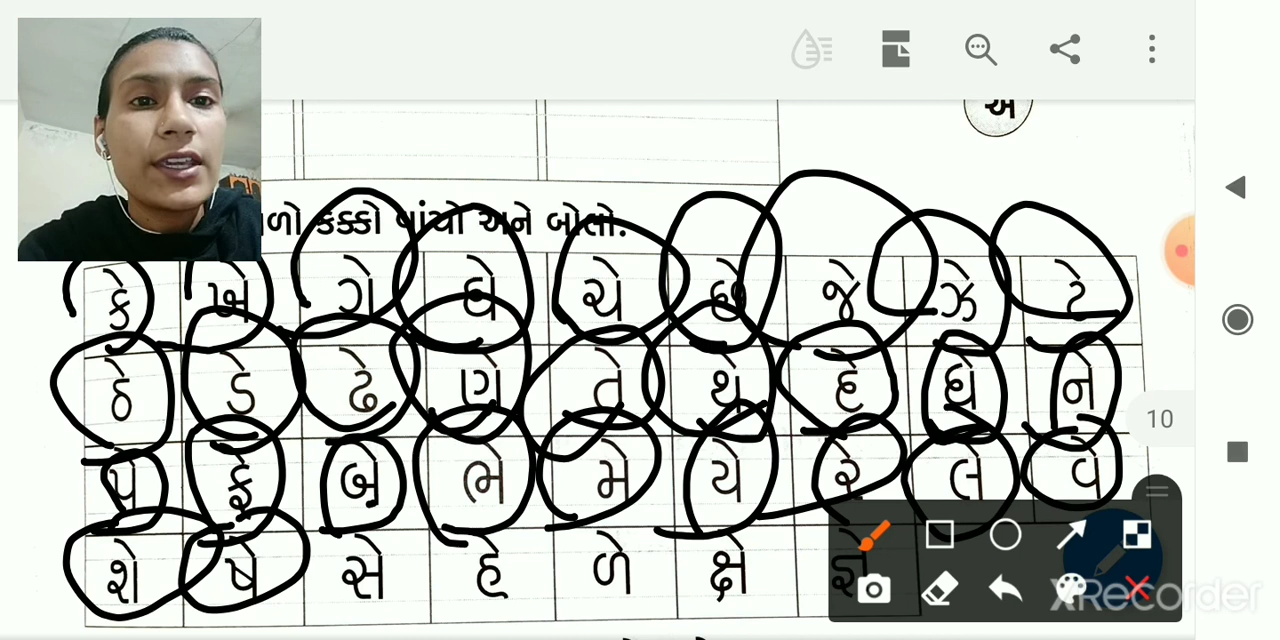 અ
ળો કક્કો વાંચો અને બોલો.
કે ખે ગે ઘે ચે છે જે ઝે ટે
ઠે ડે ઢે ણે તે થે દે ધે ને
પે ફે બે ભે મે યે રે લે વે
શે ષે સે હે ળે ક્ષે જ્ઞે
10
XRecorder